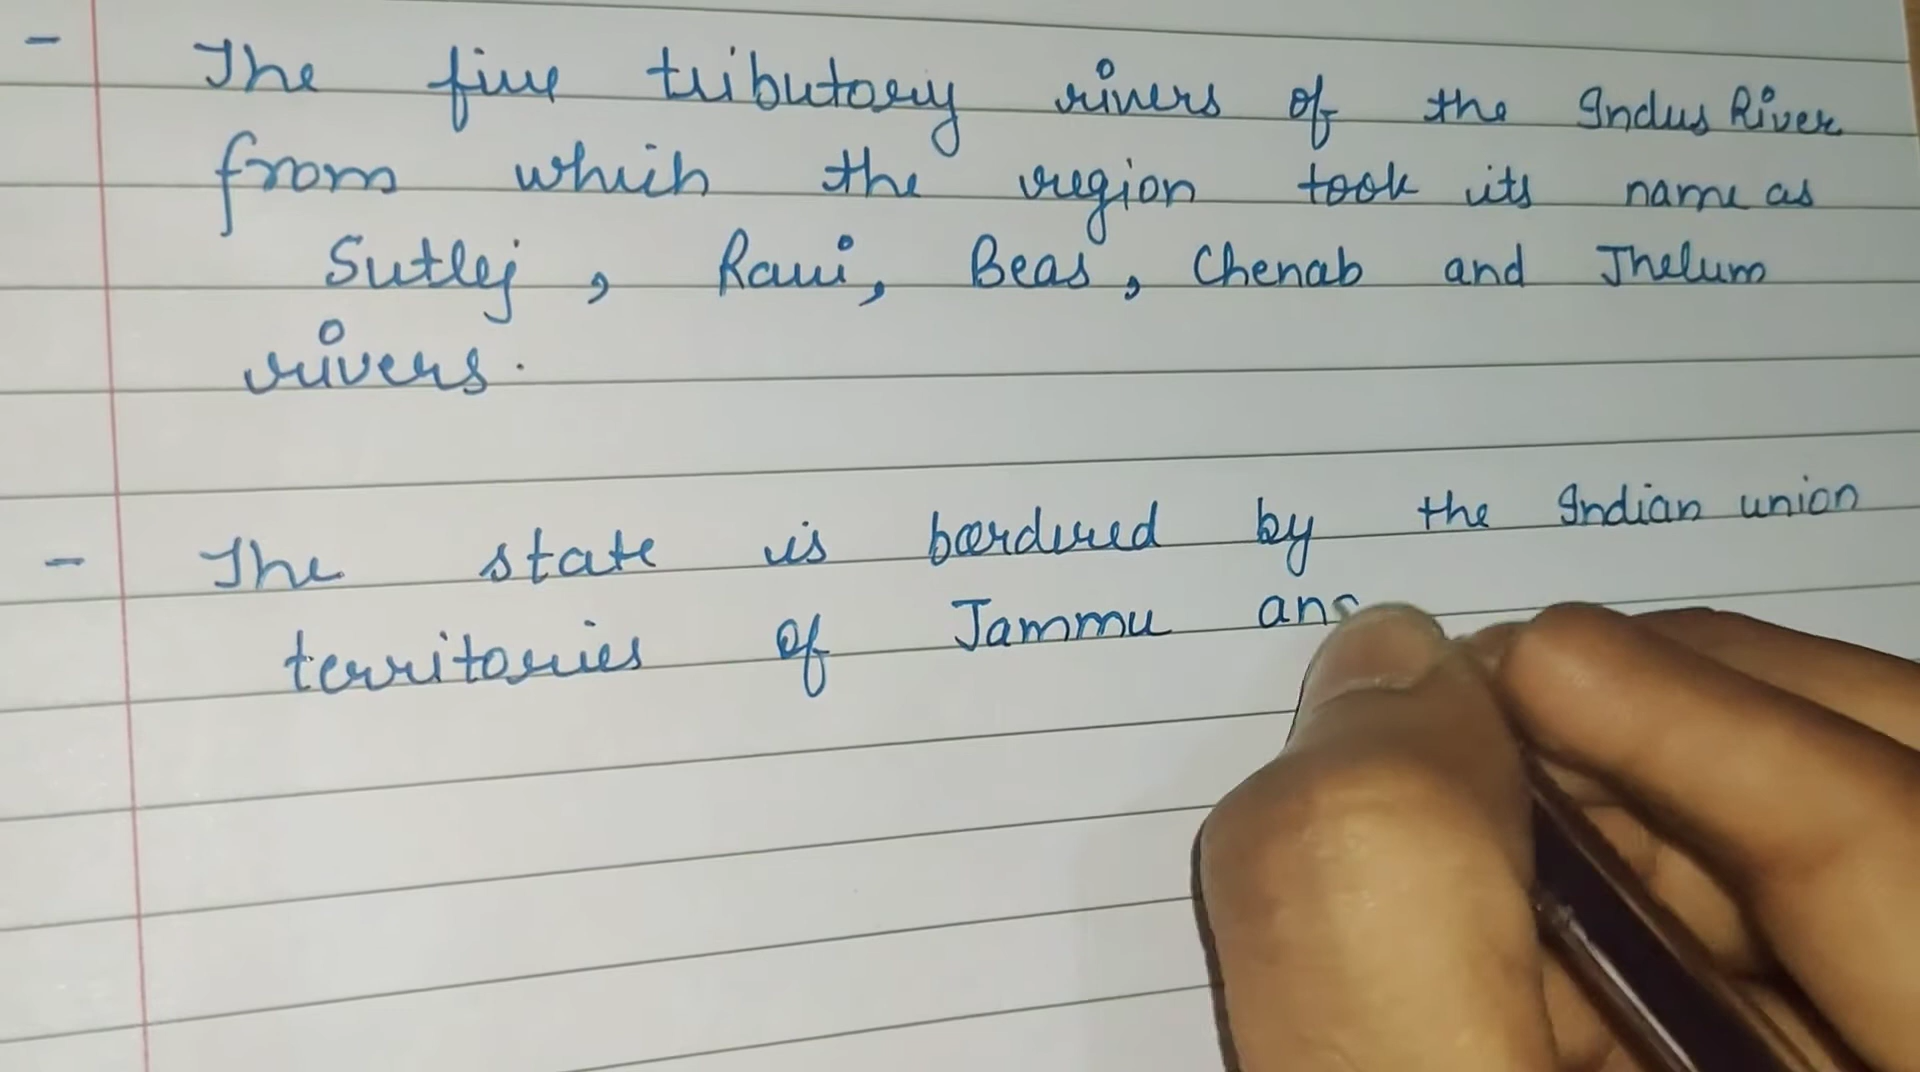 - The five tributory rivers of the Indus River
from which the region took its name as
Sutlej , Ravi, Beas, Chenab and Jhelum
rivers.
- The state is bordered by the Indian union
territories of Jammu